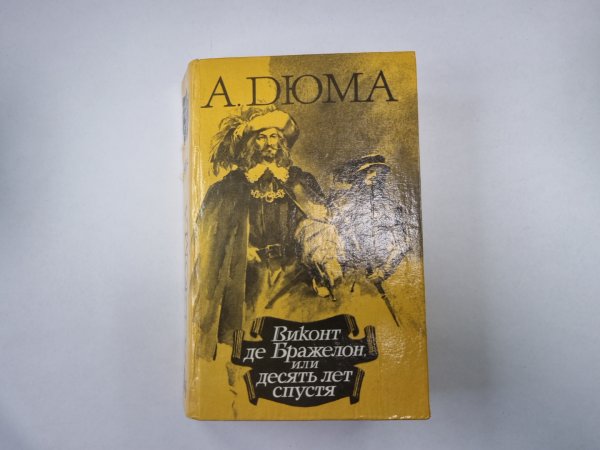 А. ДЮМА
Виконт
де Бражелон,
или
десять лет
спустя